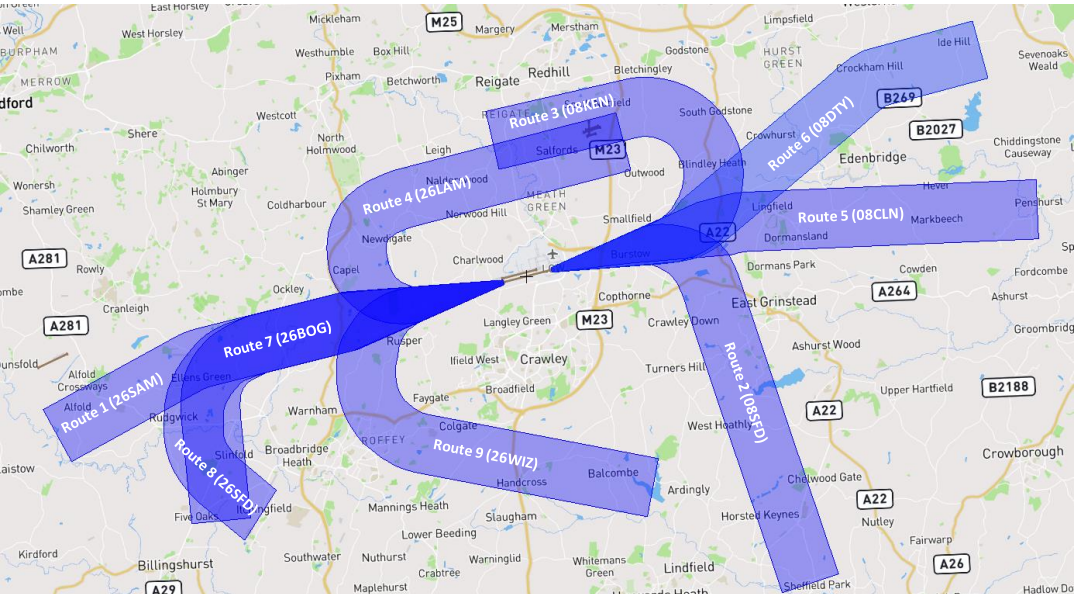 East Horsley
M25
Mickleham
Merstham
Limpsfield
Well
West Horsley
Margery
BURPHAM
Westhumble
Box Hill
Godstone
HURST
GREEN
Ide Hill
Sevenoaks
Weald
MERROW
Pixham
Betchworth
Reigate
Redhill
Bletchingley
Crockham Hill
dford
B269
Route 3 (08KEN)
Westcott
South Godstone
Route 6 (08DTY)
Shere
North
Holmwood
Crowhurst
B2027
Chilworth
Leigh
Salfords
M23
Edenbridge
Chiddingstone
Causeway
Abinger
Outwood
Blindley Heath
Wonersh
Holmbury
St Mary
Route 4 (26LAM)
MEATH
GREEN
Hever
Shamley Green
Coldharbour
Norwood Hill
Smallfield
Lingfield
Route 5 (08CLN)
Markbeech
Penshurst
Newdigate
A22
Dormansland
A281
Charlwood
Burstow
Rowly
Capel
Dormans Park
Cowden
Fordcombe
Ockley
Copthorne
A264
Ashurst
Cranleigh
East Grinstead
A281
Langley Green
M23
Crawley Down
Groombridg
Route 7 (26BOG)
Rusper
Ashurst Wood
unsfold
Ifield West
Crawley
Alfold
Crossways
Ellens Green
Turners Hill
Route 2 (08SFD)
Broadfield
Upper Hartfield
B2188
Alfold
Route 1 (26SAM)
Faygate
Rudgwick
Warnham
A22
Colgate
West Hoathly
ROFFEY
Route 8 (26SFD)
Slinfold
Broadbridge
Heath
Route 9 (26WIZ)
Crowborough
Balcombe
Handcross
Ardingly
Chelwood Gate
A22
Five Oaks
Mannings Heath
Slaugham
Horsted Keynes
Nutley
Lower Beeding
Fairwarp
Kirdford
Billingshurst
Southwater
Nuthurst
Warninglid
Whitemans
Green
Lindfield
A26
Crabtree
A29
Maplehurst
Sheffield Park